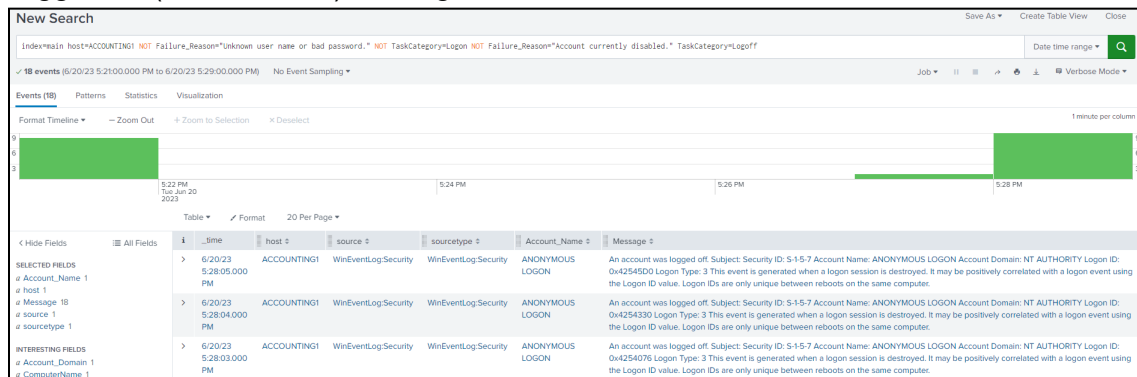 New Search
Save As ▾ Create Table View Close
index=main host=ACCOUNTING1 NOT Failure_Reason="Unknown user name or bad password." NOT TaskCategory=Logon NOT Failure_Reason="Account currently disabled." TaskCategory=Logoff
Date time range ▾
✓ 18 events (6/20/23 5:21:00.000 PM to 6/20/23 5:29:00.000 PM) No Event Sampling ▾
Job ▾ Verbose Mode ▾
Events (18) Patterns Statistics Visualization
Format Timeline ▾ — Zoom Out + Zoom to Selection × Deselect
1 minute per column
9
6
3
5:22 PM 5:24 PM 5:26 PM 5:28 PM
Tue Jun 20
2023
Table ▾ Format 20 Per Page ▾
< Hide Fields All Fields
i _time host source sourcetype Account_Name Message
SELECTED FIELDS
a Account_Name 1
a host 1
a Message 18
a source 1
a sourcetype 1
INTERESTING FIELDS
a Account_Domain 1
a ComputerName 1
> 6/20/23 ACCOUNTING1 WinEventLog:Security WinEventLog:Security ANONYMOUS An account was logged off. Subject: Security ID: S-1-5-7 Account Name: ANONYMOUS LOGON Account Domain: NT AUTHORITY Logon ID:
5:28:05.000 LOGON 0x42545D0 Logon Type: 3 This event is generated when a logon session is destroyed. It may be positively correlated with a logon event using
PM the Logon ID value. Logon IDs are only unique between reboots on the same computer.
> 6/20/23 ACCOUNTING1 WinEventLog:Security WinEventLog:Security ANONYMOUS An account was logged off. Subject: Security ID: S-1-5-7 Account Name: ANONYMOUS LOGON Account Domain: NT AUTHORITY Logon ID:
5:28:04.000 LOGON 0x4254330 Logon Type: 3 This event is generated when a logon session is destroyed. It may be positively correlated with a logon event using
PM the Logon ID value. Logon IDs are only unique between reboots on the same computer.
> 6/20/23 ACCOUNTING1 WinEventLog:Security WinEventLog:Security ANONYMOUS An account was logged off. Subject: Security ID: S-1-5-7 Account Name: ANONYMOUS LOGON Account Domain: NT AUTHORITY Logon ID:
5:28:03.000 LOGON 0x4254076 Logon Type: 3 This event is generated when a logon session is destroyed. It may be positively correlated with a logon event using
PM the Logon ID value. Logon IDs are only unique between reboots on the same computer.